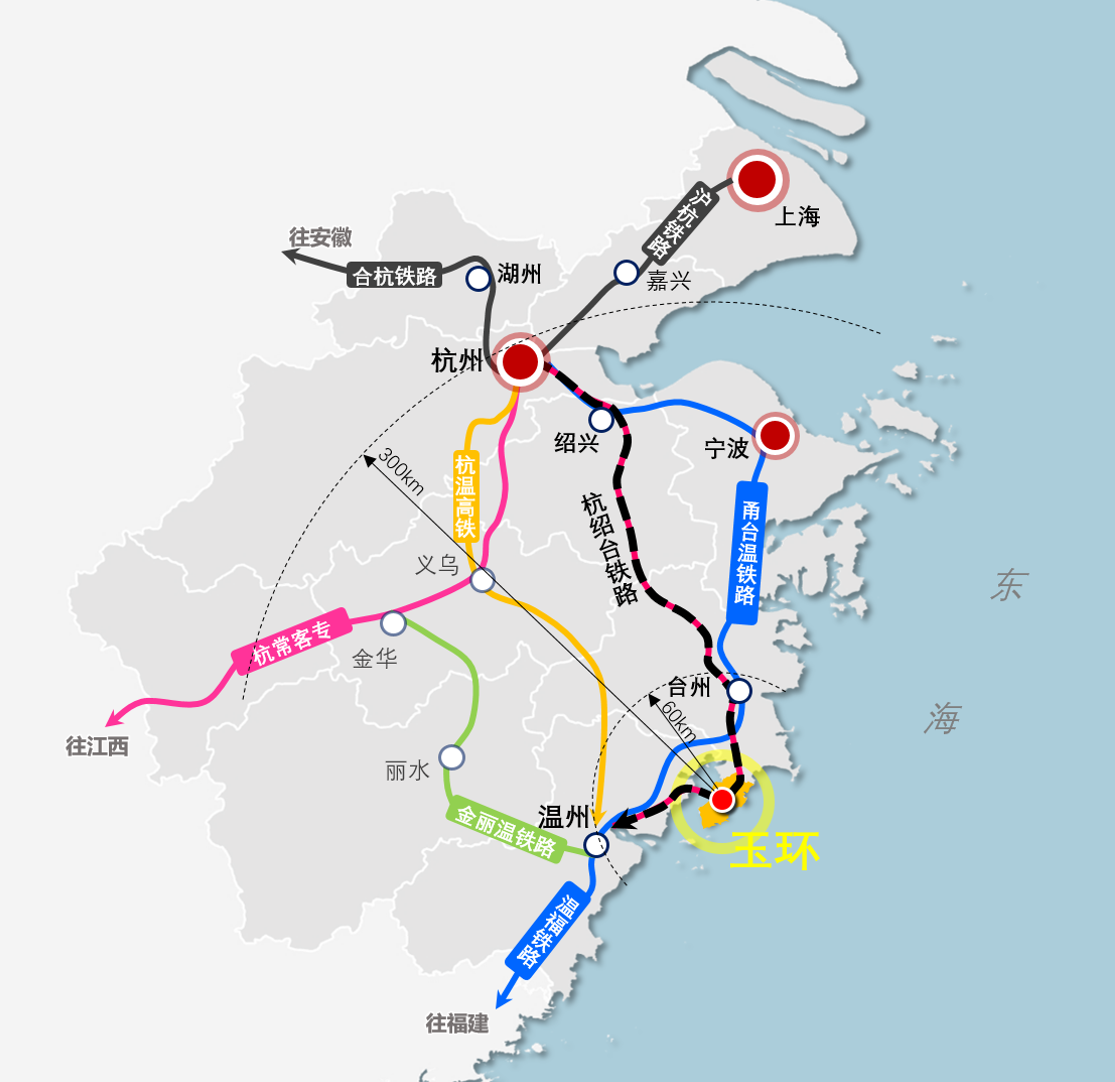 上海
沪杭铁路
往安徽
合杭铁路
湖州
嘉兴
杭州
绍兴
宁波
300km
杭温高铁
杭绍台铁路
甬台温铁路
义乌
东
海
杭常客专
金华
往江西
台州
60km
丽水
温州
金丽温铁路
玉环
温福铁路
往福建